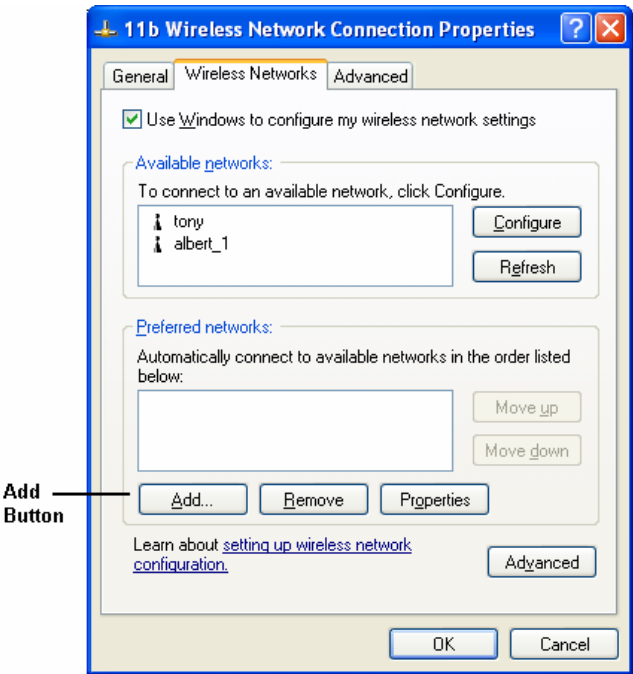 11b Wireless Network Connection Properties
General Wireless Networks Advanced
Use Windows to configure my wireless network settings
Available networks:
To connect to an available network, click Configure.
tony
albert_1
Configure
Refresh
Preferred networks:
Automatically connect to available networks in the order listed
below:
Move up
Move down
Add
Button
Add... Remove Properties
Learn about setting up wireless network
configuration.
Advanced
OK Cancel